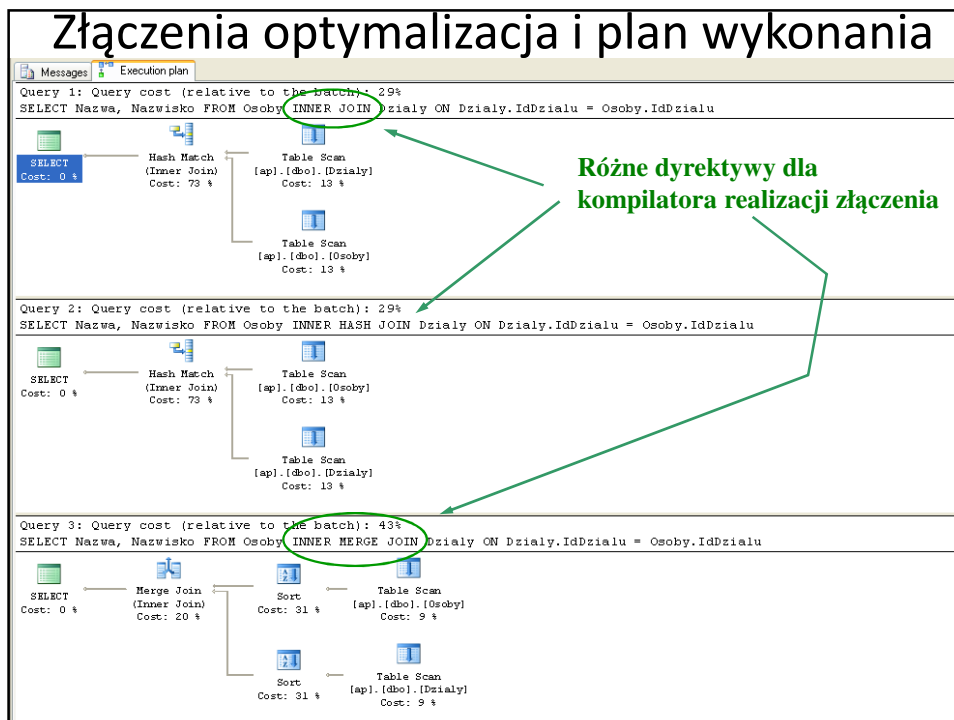 Złączenia optymalizacja i plan wykonania
Messages Execution plan
Query 1: Query cost (relative to the batch): 29%
SELECT Nazwa, Nazwisko FROM Osoby INNER JOIN Dzialy ON Dzialy.IdDzialu = Osoby.IdDzialu
SELECT
Cost: 0 %
Hash Match
(Inner Join)
Cost: 73 %
Table Scan
[ap].[dbo].[Dzialy]
Cost: 13 %
Table Scan
[ap].[dbo].[Osoby]
Cost: 13 %
Różne dyrektywy dla
kompilatora realizacji złączenia
Query 2: Query cost (relative to the batch): 29%
SELECT Nazwa, Nazwisko FROM Osoby INNER HASH JOIN Dzialy ON Dzialy.IdDzialu = Osoby.IdDzialu
SELECT
Cost: 0 %
Hash Match
(Inner Join)
Cost: 73 %
Table Scan
[ap].[dbo].[Osoby]
Cost: 13 %
Table Scan
[ap].[dbo].[Dzialy]
Cost: 13 %
Query 3: Query cost (relative to the batch): 43%
SELECT Nazwa, Nazwisko FROM Osoby INNER MERGE JOIN Dzialy ON Dzialy.IdDzialu = Osoby.IdDzialu
SELECT
Cost: 0 %
Merge Join
(Inner Join)
Cost: 20 %
Sort
Cost: 31 %
Table Scan
[ap].[dbo].[Osoby]
Cost: 9 %
Sort
Cost: 31 %
Table Scan
[ap].[dbo].[Dzialy]
Cost: 9 %